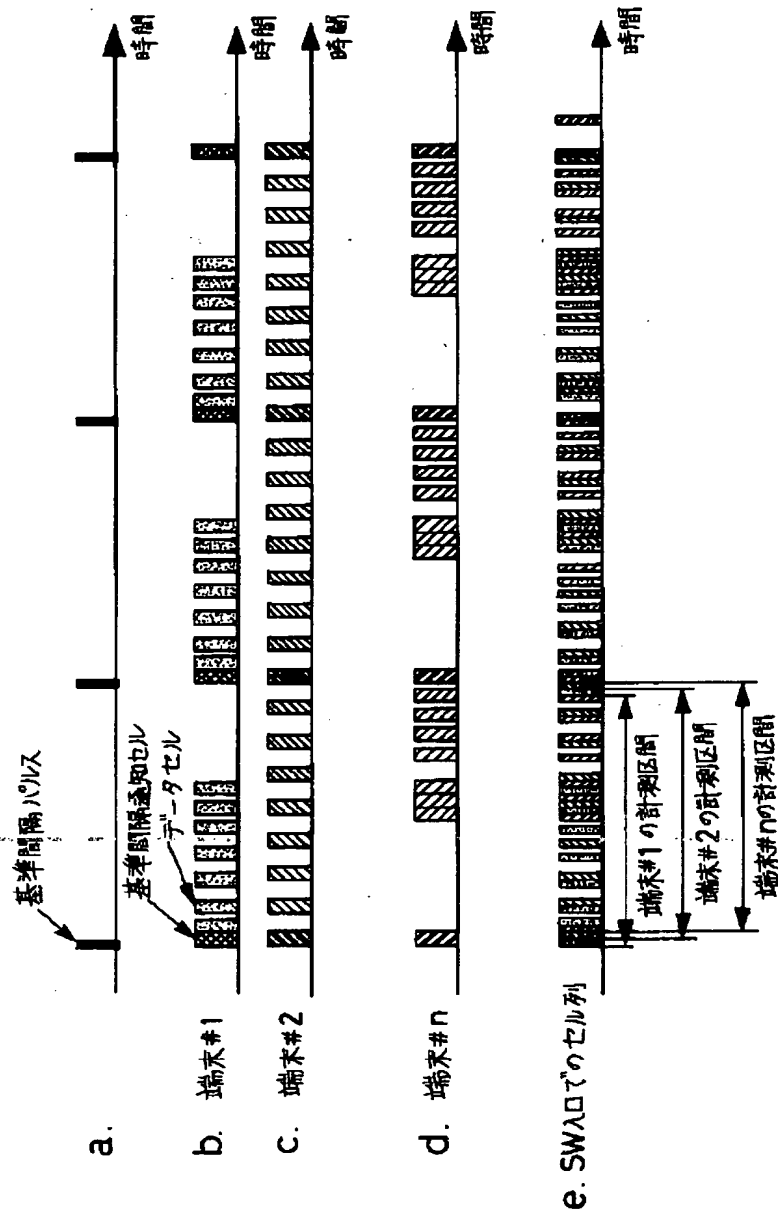 a.
基準間隔パルス
時間
b.
端末#1
基準間隔通知セル
データセル
時間
c.
端末#2
時間
d.
端末#n
時間
e. SW入口でのセル列
時間
端末#1の計測区間
端末#2の計測区間
端末#nの計測区間